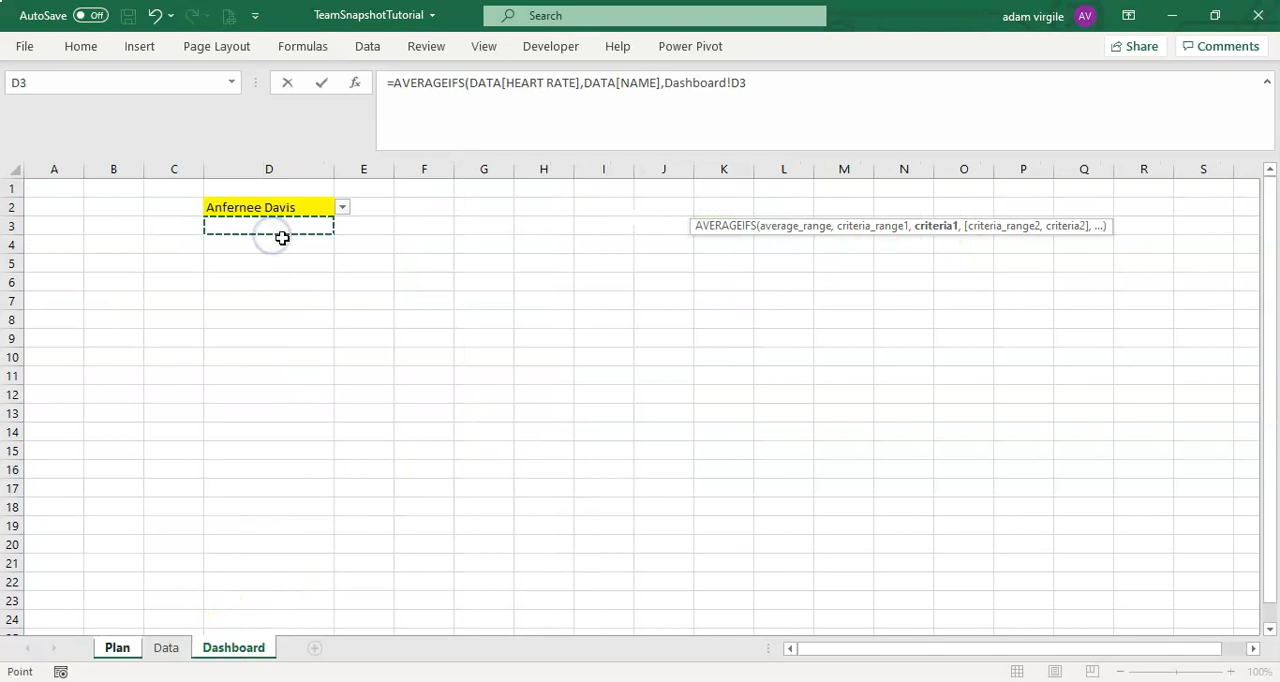 AutoSave Off TeamSnapshotTutorial Search adam virgile AV
File Home Insert Page Layout Formulas Data Review View Developer Help Power Pivot Share Comments
D3 fx =AVERAGEIFS(DATA[HEART RATE],DATA[NAME],Dashboard!D3
A B C D E F G H I J K L M N O P Q R S
1
2 Anfernee Davis
3 AVERAGEIFS(average_range, criteria_range1, criteria1, [criteria_range2, criteria2], ...)
4
5
6
7
8
9
10
11
12
13
14
15
16
17
18
19
20
21
22
23
24
Plan Data Dashboard
Point 100%